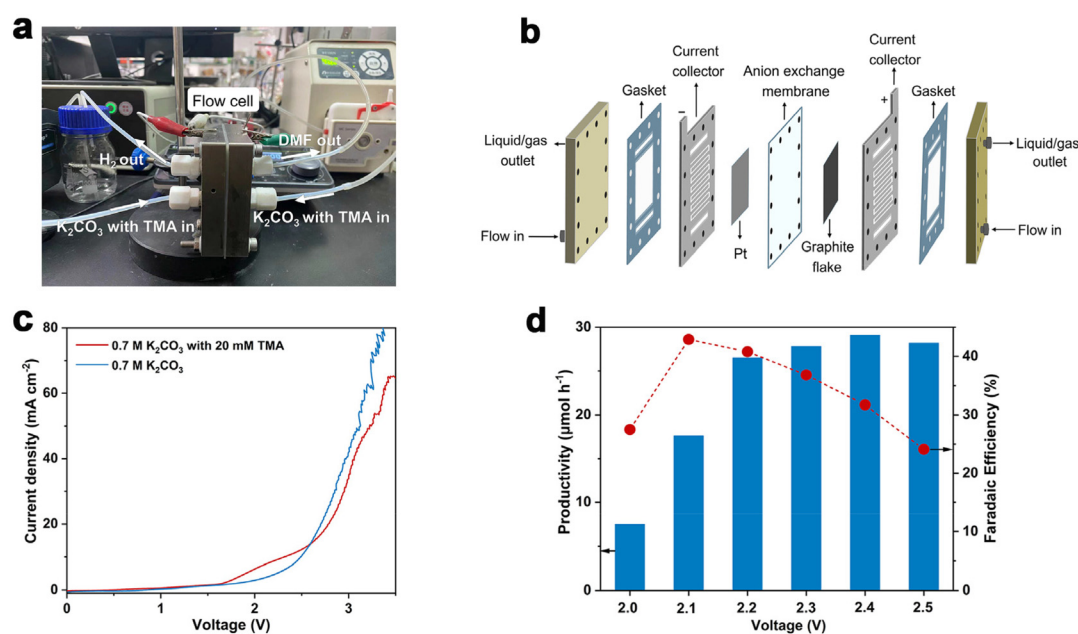 a
Flow cell
H₂ out
DMF out
K₂CO₃ with TMA in
K₂CO₃ with TMA in
b
Current
collector
Current
collector
Gasket
Anion exchange
membrane
Gasket
−
+
Liquid/gas
outlet
Liquid/gas
outlet
Flow in
Pt
Graphite
flake
Flow in
c
0.7 M K₂CO₃ with 20 mM TMA
0.7 M K₂CO₃
Current density (mA cm⁻²)
80
60
40
20
0
0
1
2
3
Voltage (V)
d
Productivity (μmol h⁻¹)
30
20
10
0
Faradaic Efficiency (%)
40
30
20
10
0
2.0
2.1
2.2
2.3
2.4
2.5
Voltage (V)